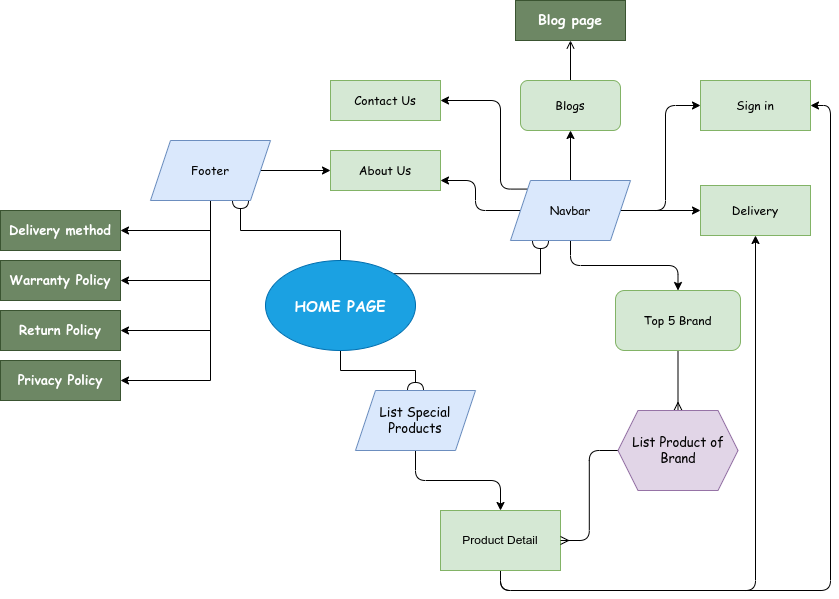 Blog page
Contact Us
Blogs
Sign in
Footer
About Us
Navbar
Delivery
Delivery method
Warranty Policy
HOME PAGE
Return Policy
Top 5 Brand
Privacy Policy
List Special
Products
List Product of
Brand
Product Detail